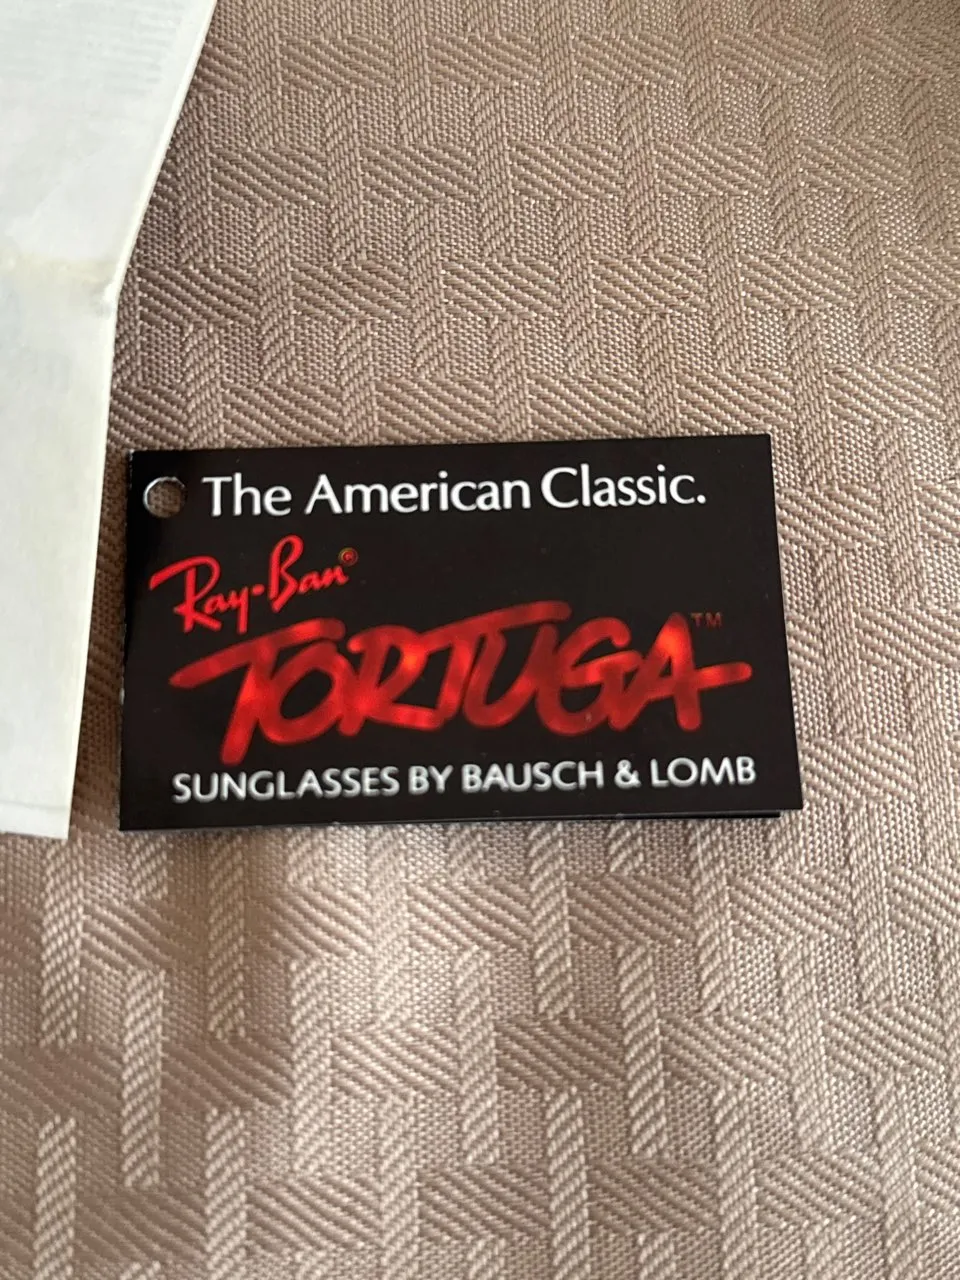 The American Classic.
Ray-Ban®
TORTUGA™
SUNGLASSES BY BAUSCH & LOMB